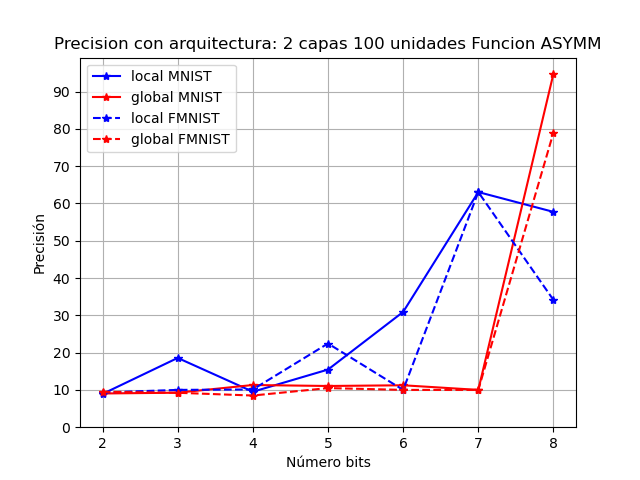 Precision con arquitectura: 2 capas 100 unidades Funcion ASYMM
local MNIST
global MNIST
local FMNIST
global FMNIST
Precisión
90
80
70
60
50
40
30
20
10
0
2 3 4 5 6 7 8
Número bits